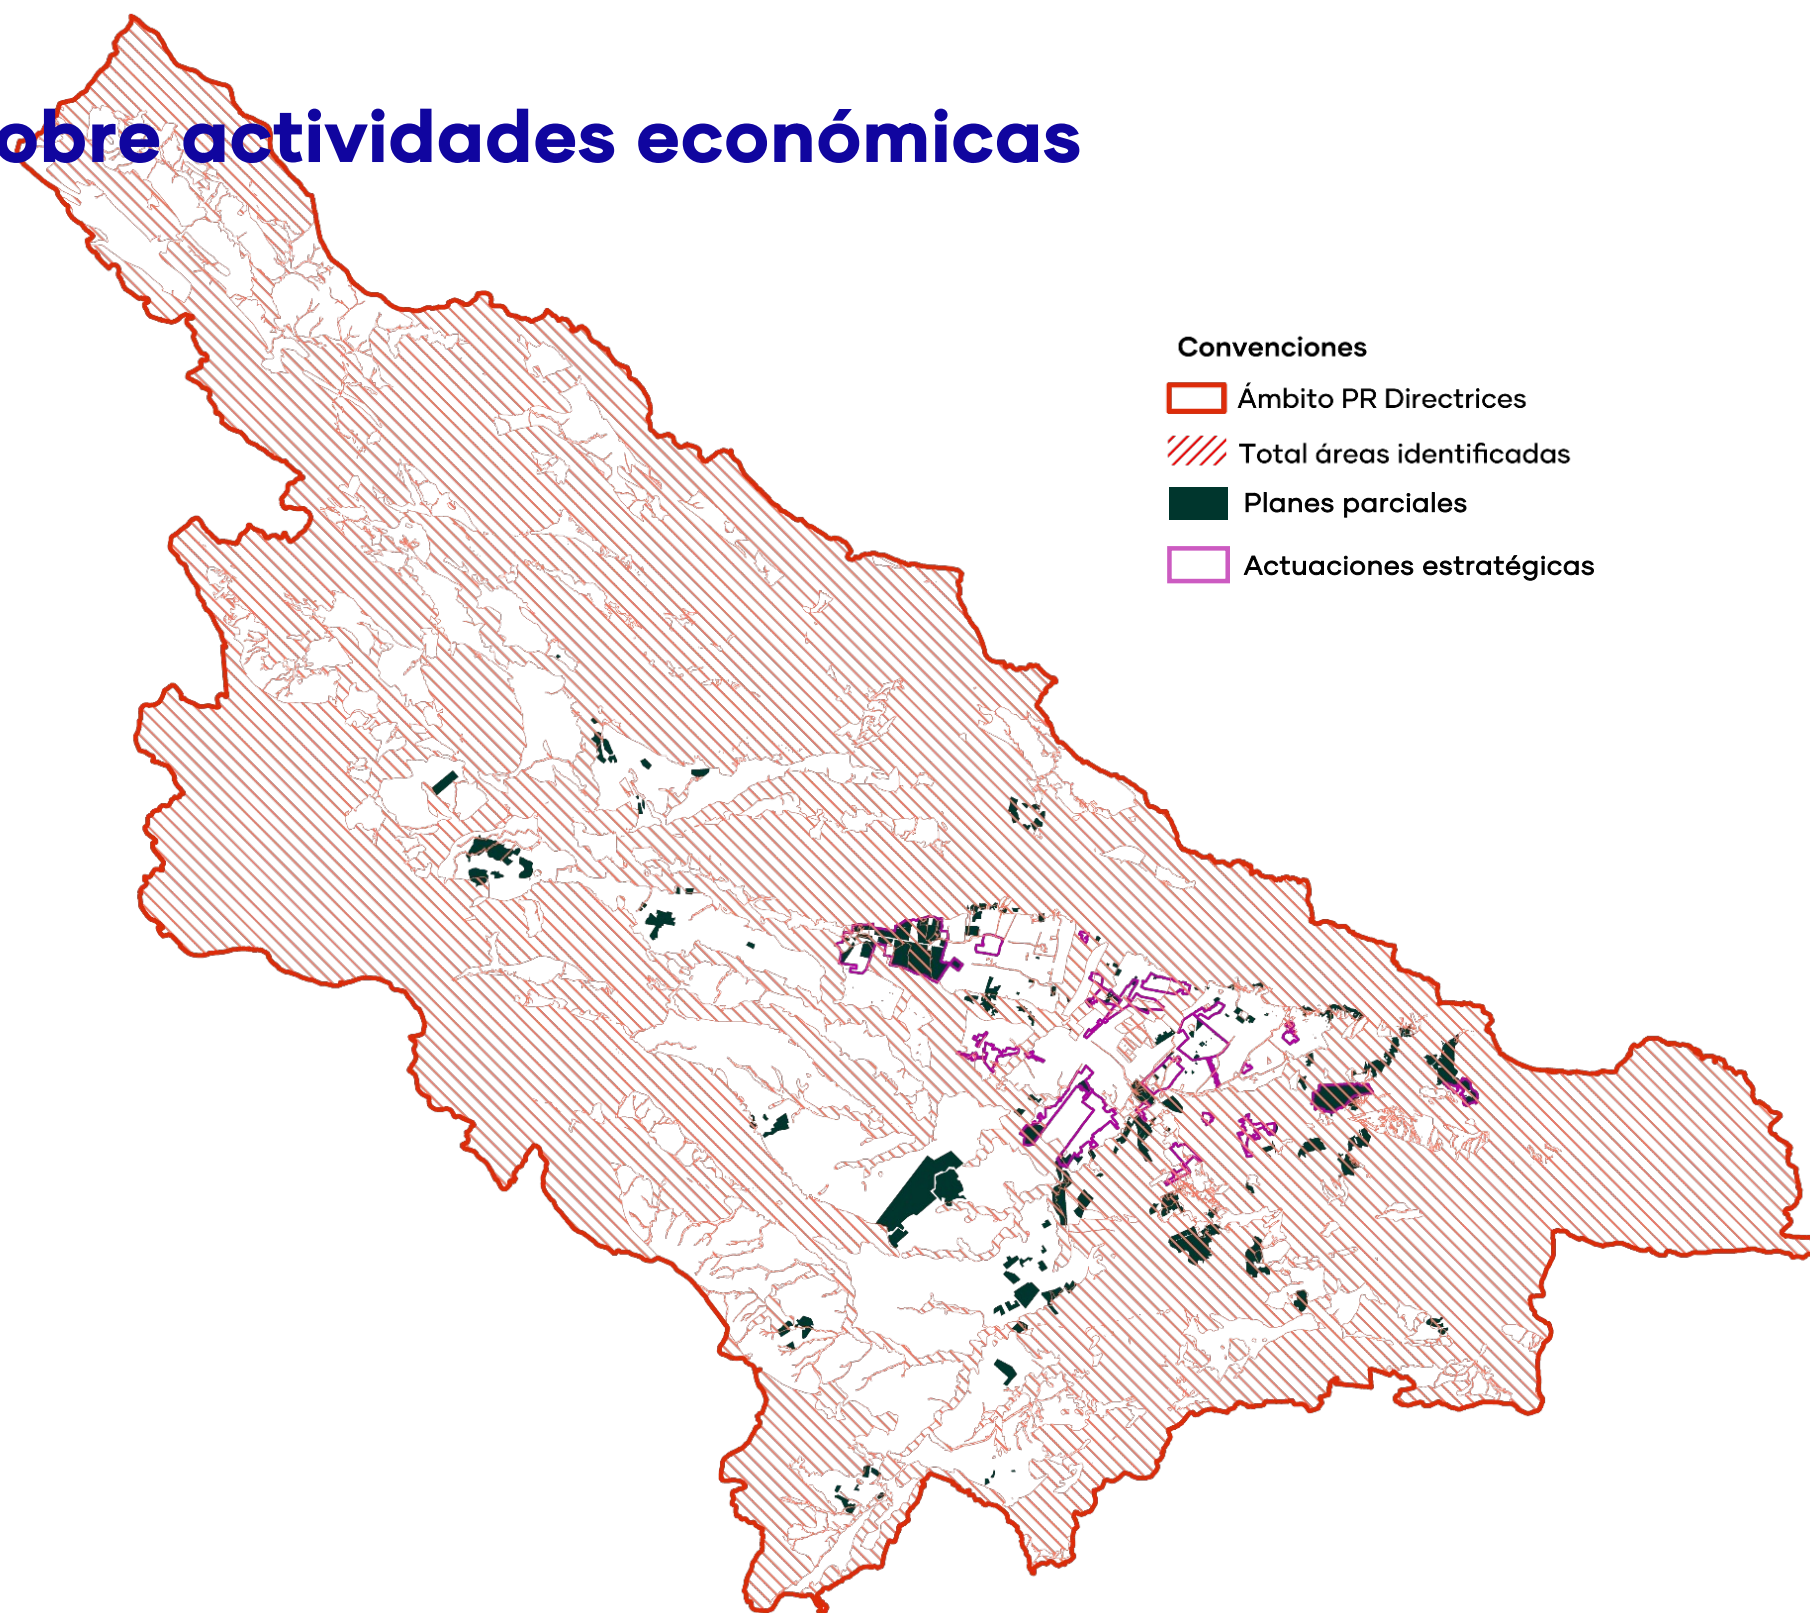 obre actividades económicas
Convenciones
Ámbito PR Directrices
Total áreas identificadas
Planes parciales
Actuaciones estratégicas